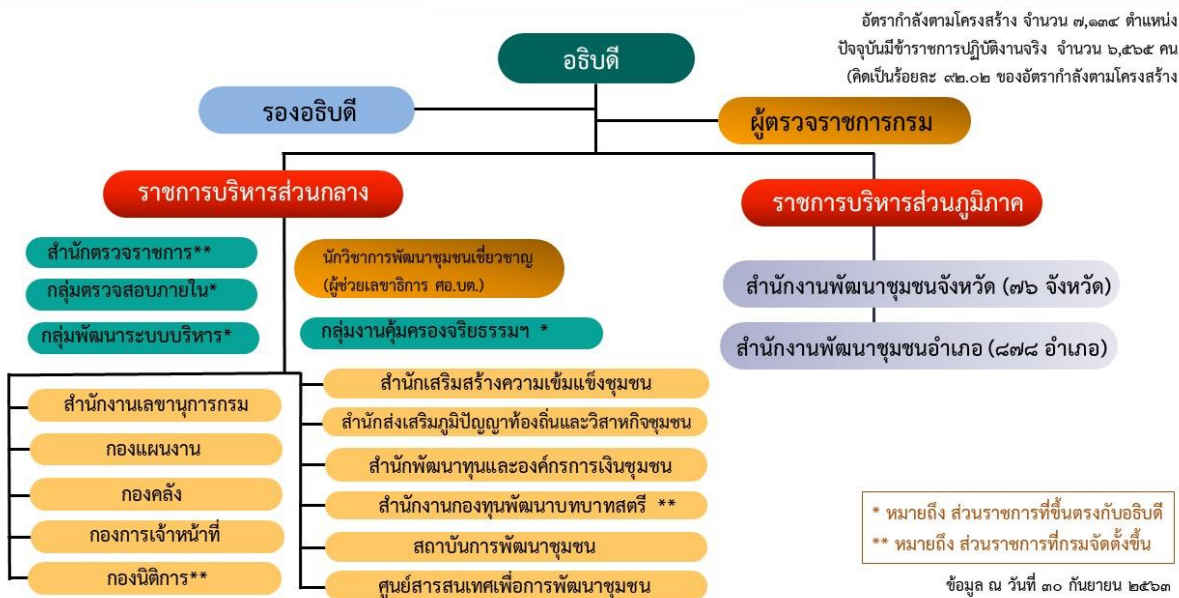 อัตรากำลังตามโครงสร้าง จำนวน ๗,๑๓๔ ตำแหน่ง
ปัจจุบันมีข้าราชการปฏิบัติงานจริง จำนวน ๖,๕๖๕ คน
(คิดเป็นร้อยละ ๙๒.๐๒ ของอัตรากำลังตามโครงสร้าง
อธิบดี
รองอธิบดี
ผู้ตรวจราชการกรม
ราชการบริหารส่วนกลาง
ราชการบริหารส่วนภูมิภาค
สำนักตรวจราชการ**
กลุ่มตรวจสอบภายใน*
กลุ่มพัฒนาระบบบริหาร*
นักวิชาการพัฒนาชุมชนเชี่ยวชาญ
(ผู้ช่วยเลขาธิการ ศอ.บต.)
กลุ่มงานคุ้มครองจริยธรรมฯ *
สำนักงานพัฒนาชุมชนจังหวัด (๗๖ จังหวัด)
สำนักงานพัฒนาชุมชนอำเภอ (๘๗๘ อำเภอ)
สำนักงานเลขานุการกรม
กองแผนงาน
กองคลัง
กองการเจ้าหน้าที่
กองนิติการ**
สำนักเสริมสร้างความเข้มแข็งชุมชน
สำนักส่งเสริมภูมิปัญญาท้องถิ่นและวิสาหกิจชุมชน
สำนักพัฒนาทุนและองค์กรการเงินชุมชน
สำนักงานกองทุนพัฒนาบทบาทสตรี **
สถาบันการพัฒนาชุมชน
ศูนย์สารสนเทศเพื่อการพัฒนาชุมชน
* หมายถึง ส่วนราชการที่ขึ้นตรงกับอธิบดี
** หมายถึง ส่วนราชการที่กรมจัดตั้งขึ้น
ข้อมูล ณ วันที่ ๓๐ กันยายน ๒๕๖๓